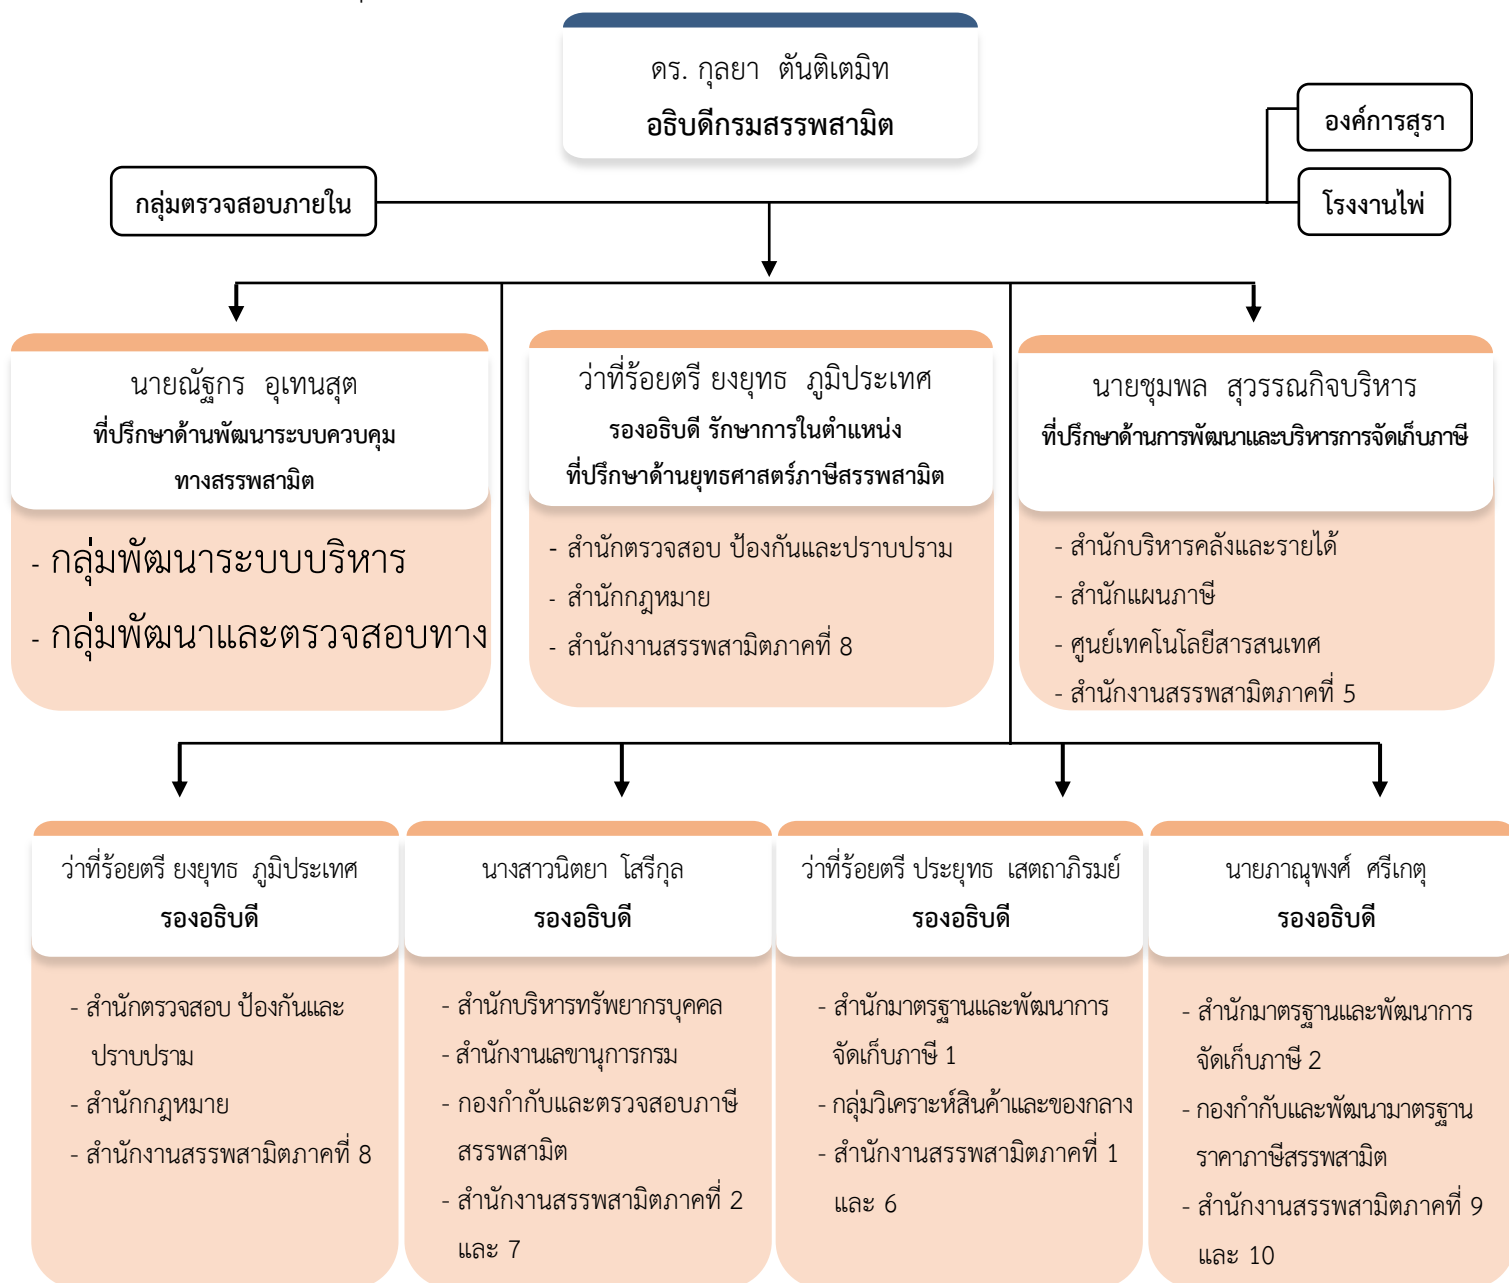 ดร. กุลยา ตันติเตมิท
อธิบดีกรมสรรพสามิต
องค์การสุรา
กลุ่มตรวจสอบภายใน
โรงงานไพ่
นายณัฐกร อุเทนสุต
ที่ปรึกษาด้านพัฒนาระบบควบคุม
ทางสรรพสามิต
- กลุ่มพัฒนาระบบบริหาร
- กลุ่มพัฒนาและตรวจสอบทาง
ว่าที่ร้อยตรี ยงยุทธ ภูมิประเทศ
รองอธิบดี รักษาการในตำแหน่ง
ที่ปรึกษาด้านยุทธศาสตร์ภาษีสรรพสามิต
- สำนักตรวจสอบ ป้องกันและปราบปราม
- สำนักกฎหมาย
- สำนักงานสรรพสามิตภาคที่ 8
นายชุมพล สุวรรณกิจบริหาร
ที่ปรึกษาด้านการพัฒนาและบริหารการจัดเก็บภาษี
- สำนักบริหารคลังและรายได้
- สำนักแผนภาษี
- ศูนย์เทคโนโลยีสารสนเทศ
- สำนักงานสรรพสามิตภาคที่ 5
ว่าที่ร้อยตรี ยงยุทธ ภูมิประเทศ
รองอธิบดี
- สำนักตรวจสอบ ป้องกันและ
ปราบปราม
- สำนักกฎหมาย
- สำนักงานสรรพสามิตภาคที่ 8
นางสาวนิตยา โสรีกุล
รองอธิบดี
- สำนักบริหารทรัพยากรบุคคล
- สำนักงานเลขานุการกรม
- กองกำกับและตรวจสอบภาษี
สรรพสามิต
- สำนักงานสรรพสามิตภาคที่ 2
และ 7
ว่าที่ร้อยตรี ประยุทธ เสตถาภิรมย์
รองอธิบดี
- สำนักมาตรฐานและพัฒนาการ
จัดเก็บภาษี 1
- กลุ่มวิเคราะห์สินค้าและของกลาง
- สำนักงานสรรพสามิตภาคที่ 1
และ 6
นายภาณุพงศ์ ศรีเกตุ
รองอธิบดี
- สำนักมาตรฐานและพัฒนาการ
จัดเก็บภาษี 2
- กองกำกับและพัฒนามาตรฐาน
ราคาภาษีสรรพสามิต
- สำนักงานสรรพสามิตภาคที่ 9
และ 10